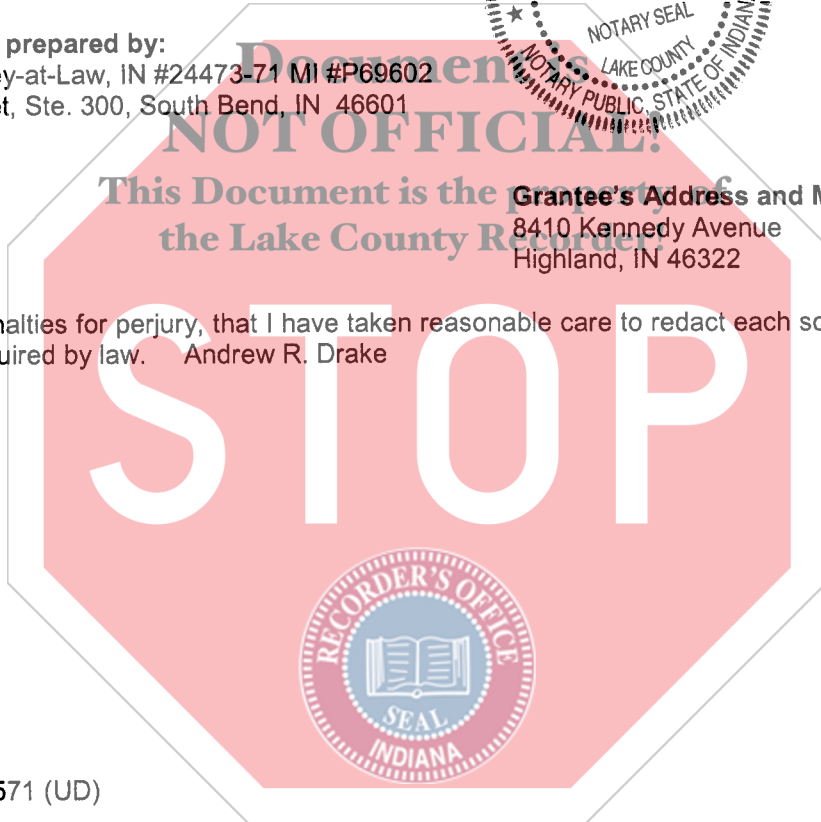 NOTARY SEAL
LAKE COUNTY
NOTARY PUBLIC, STATE OF INDIAN
prepared by:
y-at-Law, IN #24473-71 MI #P69602
t, Ste. 300, South Bend, IN 46601
Document is
NOT OFFICIAL!
This Document is the property of
the Lake County Recorder!
Grantee's Address and M
8410 Kennedy Avenue
Highland, IN 46322
nalties for perjury, that I have taken reasonable care to redact each so
uired by law. Andrew R. Drake
STOP
RECORDER'S OFFICE
SEAL
INDIANA
571 (UD)